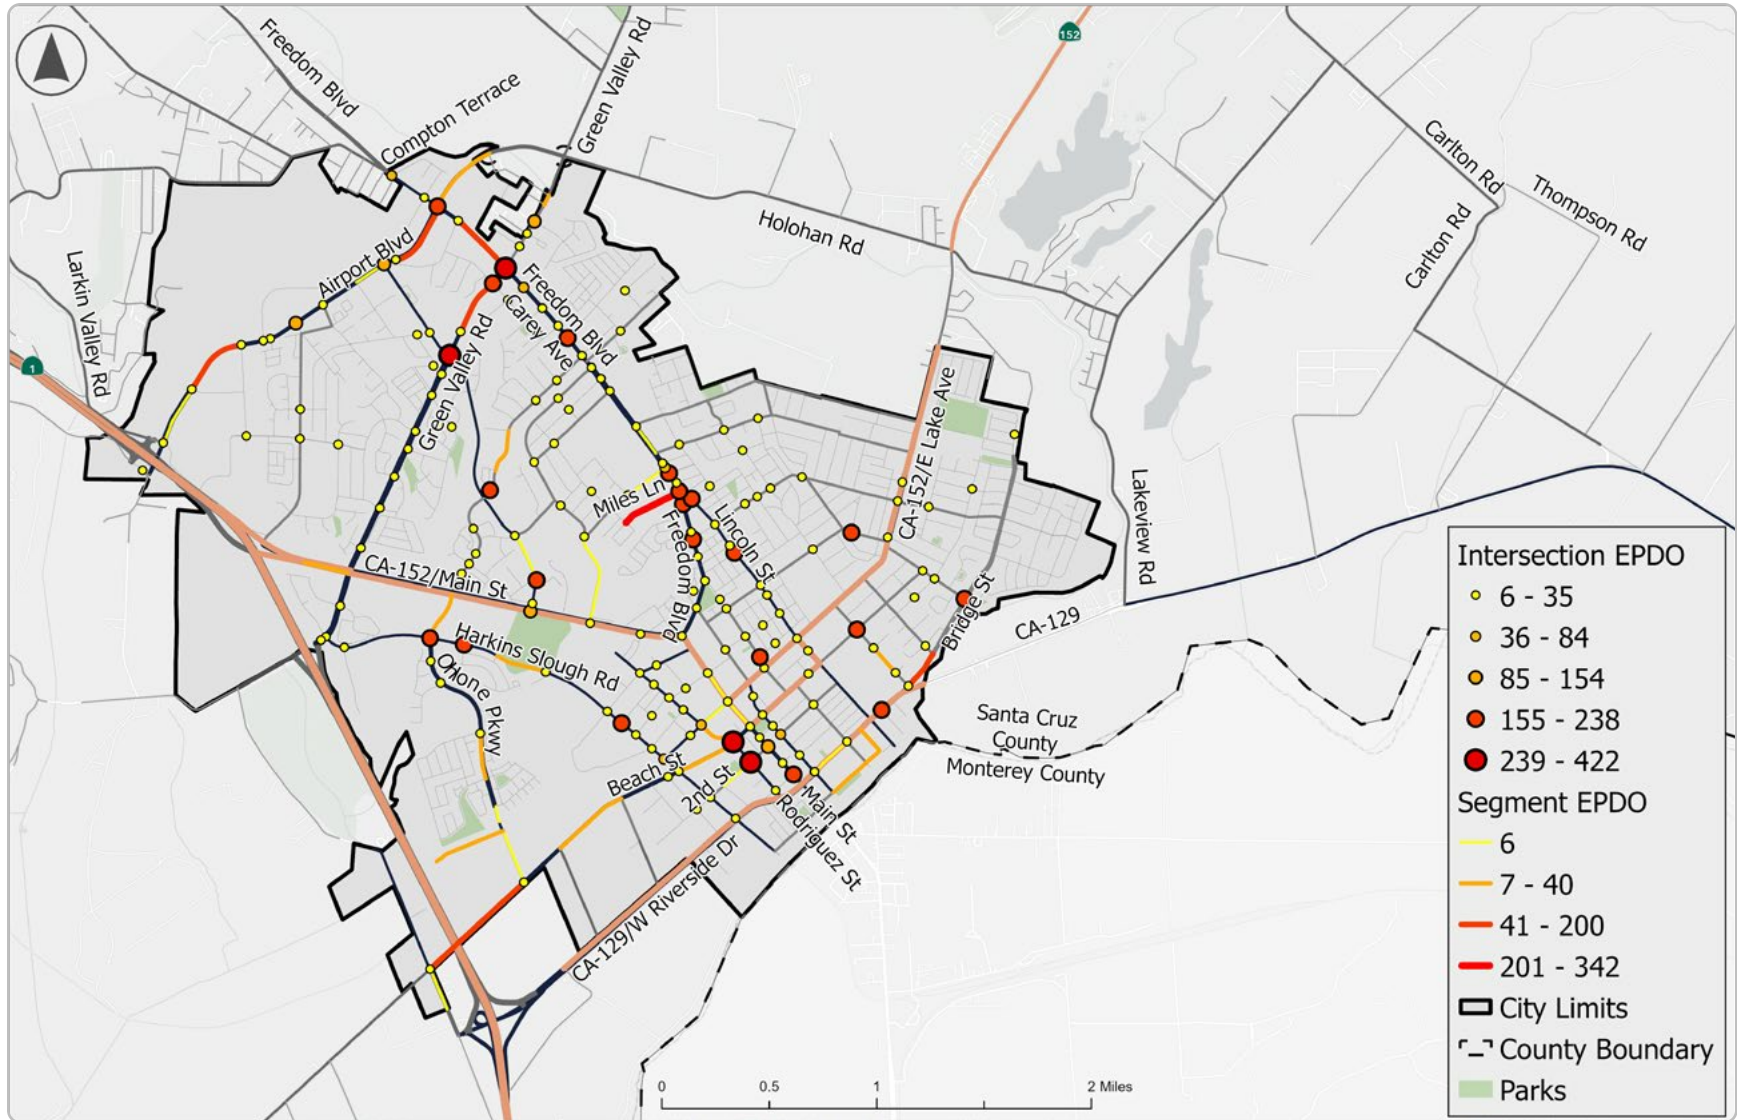 Freedom Blvd
Green Valley Rd
152
Compton Terrace
Carlton Rd
Thompson Rd
Holohan Rd
Carlton Rd
Larkin Valley Rd
Airport Blvd
Freedom Blvd
Carey Ave
1
Green Valley Rd
CA-152/E Lake Ave
Miles Ln
Lincoln St
Lakeview Rd
Freedom Blvd
CA-152/Main St
Bridge St
CA-129
Harkins Slough Rd
Ohlone Pkwy
Santa Cruz
County
Monterey County
Beach St
2nd St
Main St
Rodriguez St
CA-129/W Riverside Dr
Intersection EPDO
6 - 35
36 - 84
85 - 154
155 - 238
239 - 422
Segment EPDO
6
7 - 40
41 - 200
201 - 342
City Limits
County Boundary
Parks
0 0.5 1 2 Miles